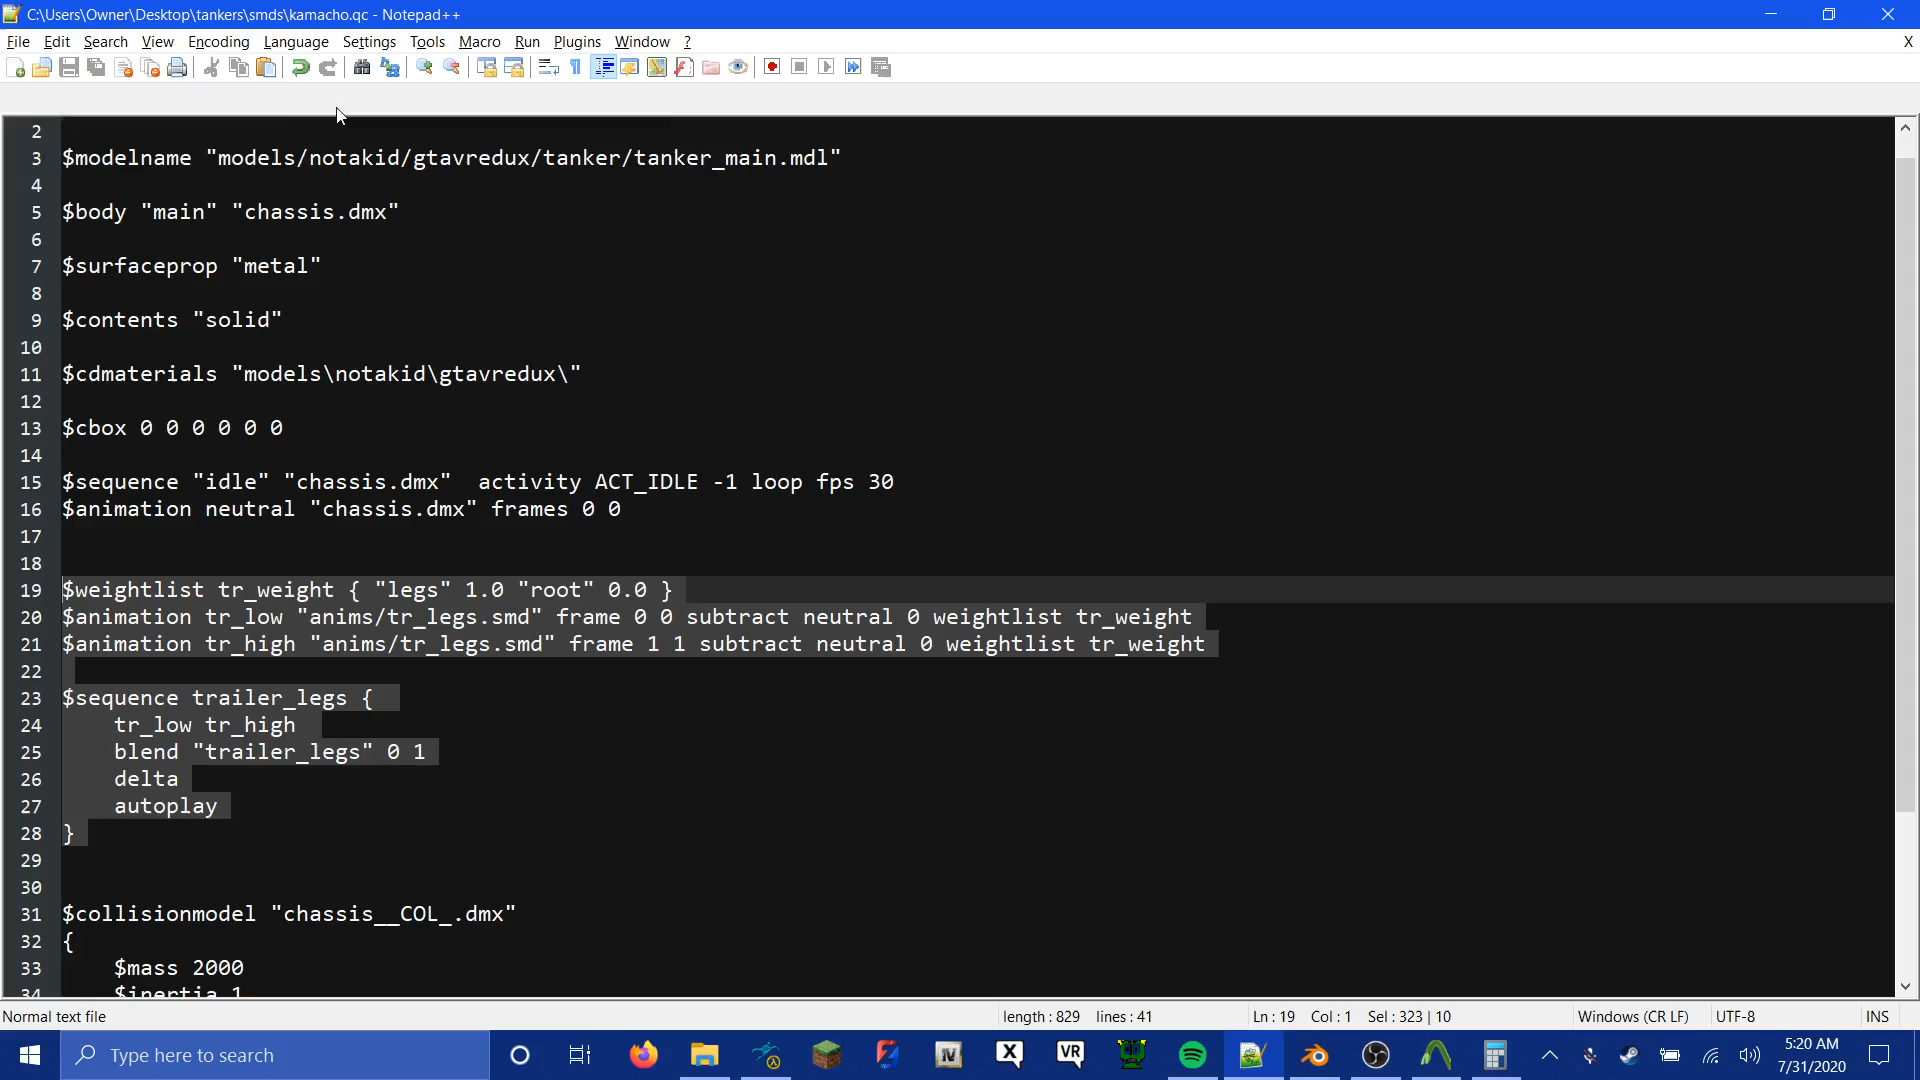 C:\Users\Owner\Desktop\tankers\smds\kamacho.qc - Notepad++
File Edit Search View Encoding Language Settings Tools Macro Run Plugins Window ? X
2
3 $modelname "models/notakid/gtavredux/tanker/tanker_main.mdl"
4
5 $body "main" "chassis.dmx"
6
7 $surfaceprop "metal"
8
9 $contents "solid"
10
11 $cdmaterials "models\notakid\gtavredux\"
12
13 $cbox 0 0 0 0 0 0
14
15 $sequence "idle" "chassis.dmx"  activity ACT_IDLE -1 loop fps 30
16 $animation neutral "chassis.dmx" frames 0 0
17
18
19 $weightlist tr_weight { "legs" 1.0 "root" 0.0 }
20 $animation tr_low "anims/tr_legs.smd" frame 0 0 subtract neutral 0 weightlist tr_weight
21 $animation tr_high "anims/tr_legs.smd" frame 1 1 subtract neutral 0 weightlist tr_weight
22
23 $sequence trailer_legs {
24 tr_low tr_high
25 blend "trailer_legs" 0 1
26 delta
27 autoplay
28 }
29
30
31 $collisionmodel "chassis__COL_.dmx"
32 {
33 $mass 2000
34 $inertia 1
Normal text file length : 829 lines : 41 Ln : 19 Col : 1 Sel : 323 | 10 Windows (CR LF) UTF-8 INS
Type here to search IV X VR 5:20 AM
7/31/2020